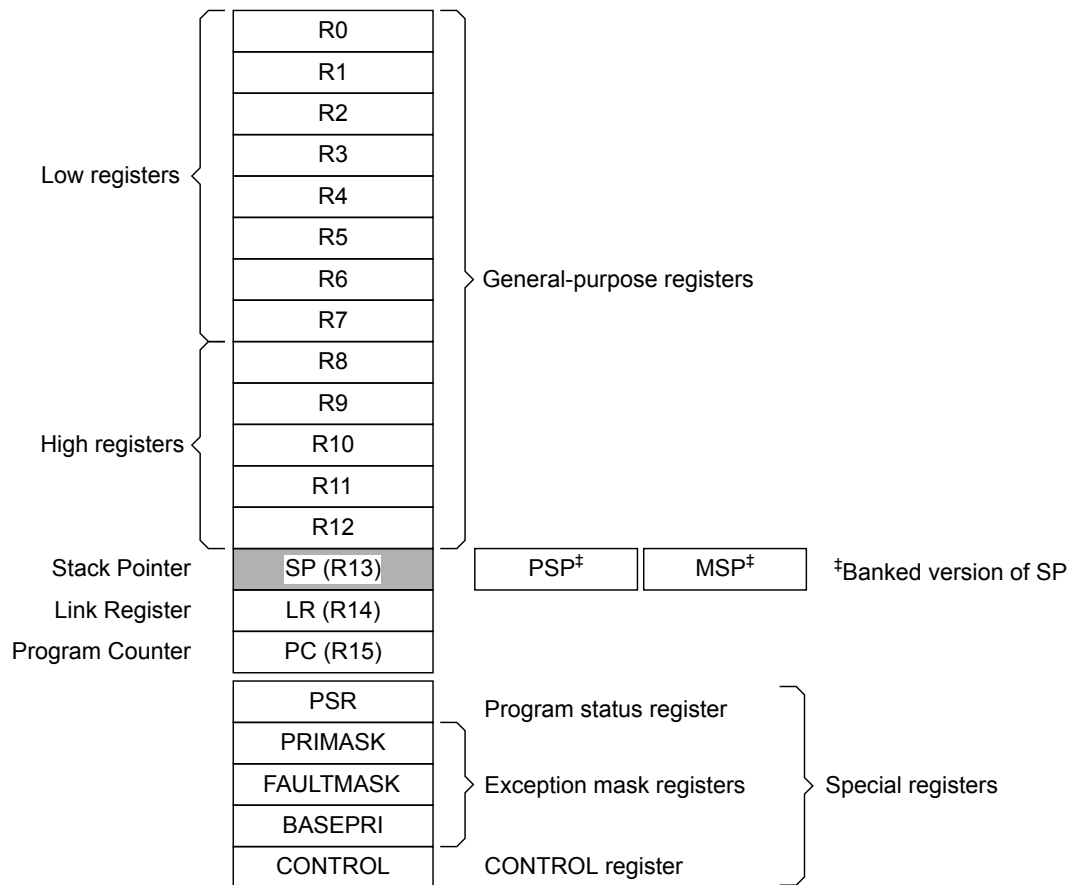 R0
R1
R2
R3
Low registers
R4
R5
R6
General-purpose registers
R7
R8
R9
High registers
R10
R11
R12
Stack Pointer SP (R13) PSP‡ MSP‡ ‡Banked version of SP
Link Register LR (R14)
Program Counter PC (R15)
PSR Program status register
PRIMASK
FAULTMASK Exception mask registers Special registers
BASEPRI
CONTROL CONTROL register